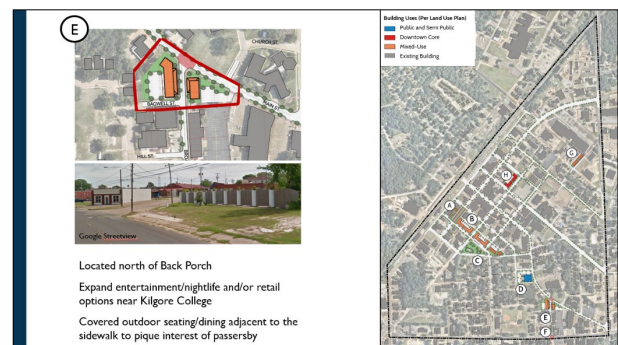 E
CHURCH ST.
MAIN ST.
BAGWELL ST.
HILL ST.
Google Streetview
Located north of Back Porch
Expand entertainment/nightlife and/or retail
options near Kilgore College
Covered outdoor seating/dining adjacent to the
sidewalk to pique interest of passersby
Building Uses (Per Land Use Plan)
Public and Semi Public
Downtown Core
Mixed-Use
Existing Building
G
H
A
B
C
D
E
F